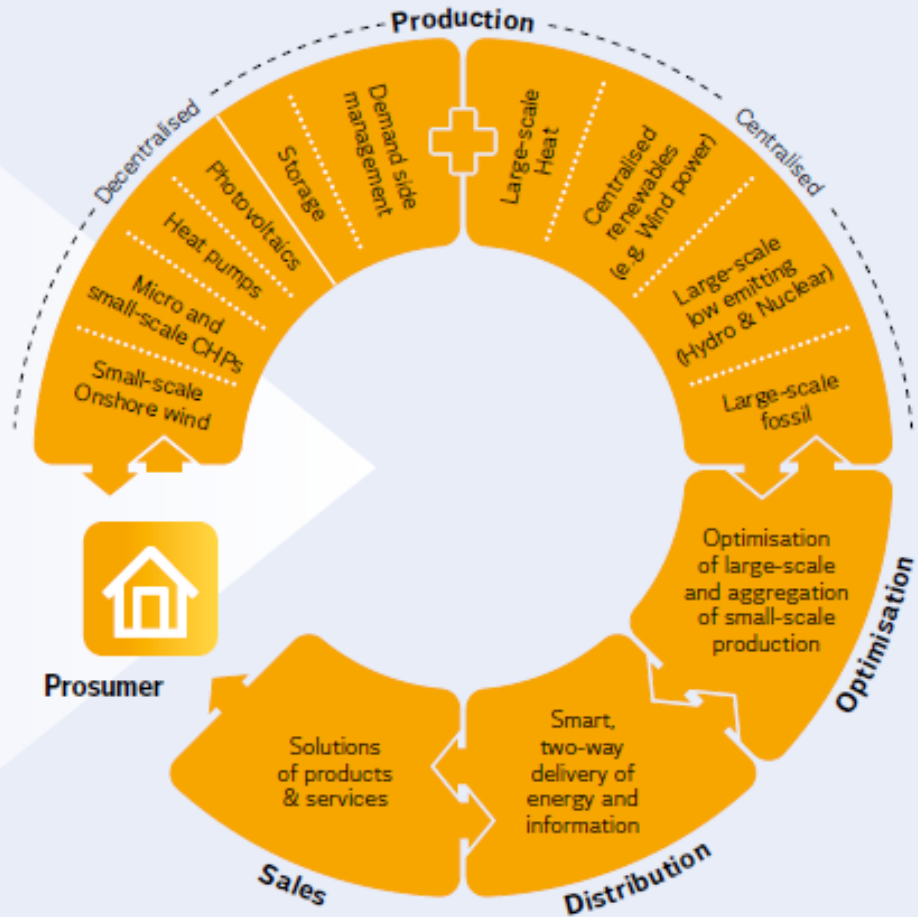 Production
Decentralised
Centralised
Small-scale
Onshore wind
Micro and
small-scale CHPs
Heat pumps
Photovoltaics
Storage
Demand side
management
Large-scale
Heat
Centralised
renewables
(e.g. Wind power)
Large-scale
low emitting
(Hydro & Nuclear)
Large-scale
fossil
Optimisation
of large-scale
and aggregation
of small-scale
production
Optimisation
Smart,
two-way
delivery of
energy and
information
Distribution
Solutions
of products
& services
Sales
Prosumer